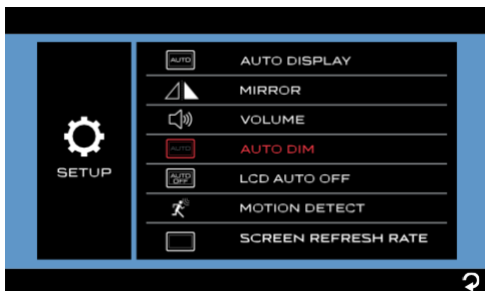 AUTO AUTO DISPLAY
MIRROR
VOLUME
AUTO AUTO DIM
SETUP
AUTO OFF LCD AUTO OFF
MOTION DETECT
SCREEN REFRESH RATE